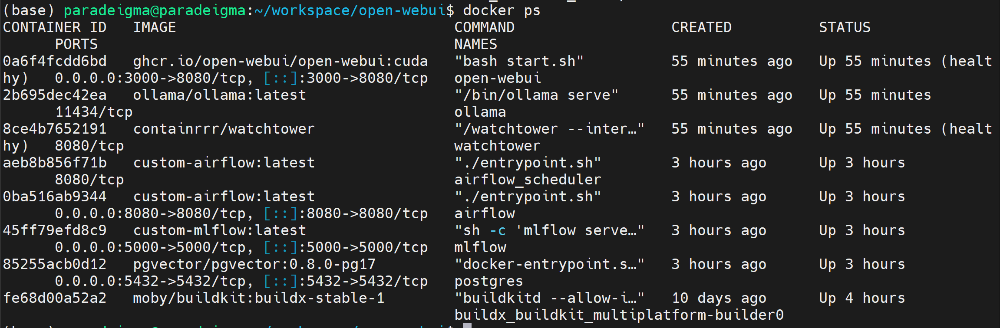 (base) paradeigma@paradeigma:~/workspace/open-webui$ docker ps
CONTAINER ID   IMAGE                                COMMAND                  CREATED          STATUS
      PORTS                                         NAMES
0a6f4fcdd6bd   ghcr.io/open-webui/open-webui:cuda   "bash start.sh"          55 minutes ago   Up 55 minutes (healt
hy)   0.0.0.0:3000->8080/tcp, [::]:3000->8080/tcp   open-webui
2b695dec42ea   ollama/ollama:latest                 "/bin/ollama serve"      55 minutes ago   Up 55 minutes
      11434/tcp                                     ollama
8ce4b7652191   containrrr/watchtower                "/watchtower --inter…"   55 minutes ago   Up 55 minutes (healt
hy)   8080/tcp                                      watchtower
aeb8b856f71b   custom-airflow:latest                "./entrypoint.sh"        3 hours ago      Up 3 hours
      8080/tcp                                      airflow_scheduler
0ba516ab9344   custom-airflow:latest                "./entrypoint.sh"        3 hours ago      Up 3 hours
      0.0.0.0:8080->8080/tcp, [::]:8080->8080/tcp   airflow
45ff79efd8c9   custom-mlflow:latest                 "sh -c 'mlflow serve…"   3 hours ago      Up 3 hours
      0.0.0.0:5000->5000/tcp, [::]:5000->5000/tcp   mlflow
85255acb0d12   pgvector/pgvector:0.8.0-pg17         "docker-entrypoint.s…"   3 hours ago      Up 3 hours
      0.0.0.0:5432->5432/tcp, [::]:5432->5432/tcp   postgres
fe68d00a52a2   moby/buildkit:buildx-stable-1        "buildkitd --allow-i…"   10 days ago      Up 4 hours
                                                    buildx_buildkit_multiplatform-builder0